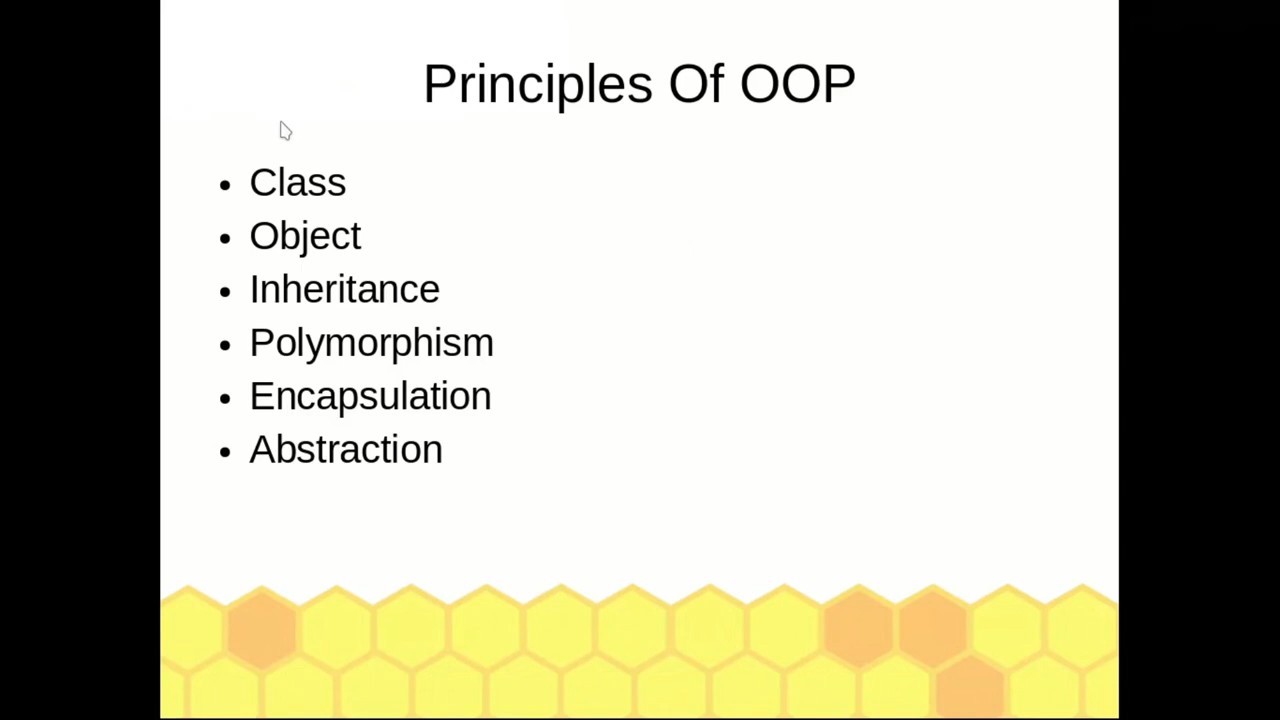 Principles Of OOP
• Class
• Object
• Inheritance
• Polymorphism
• Encapsulation
• Abstraction